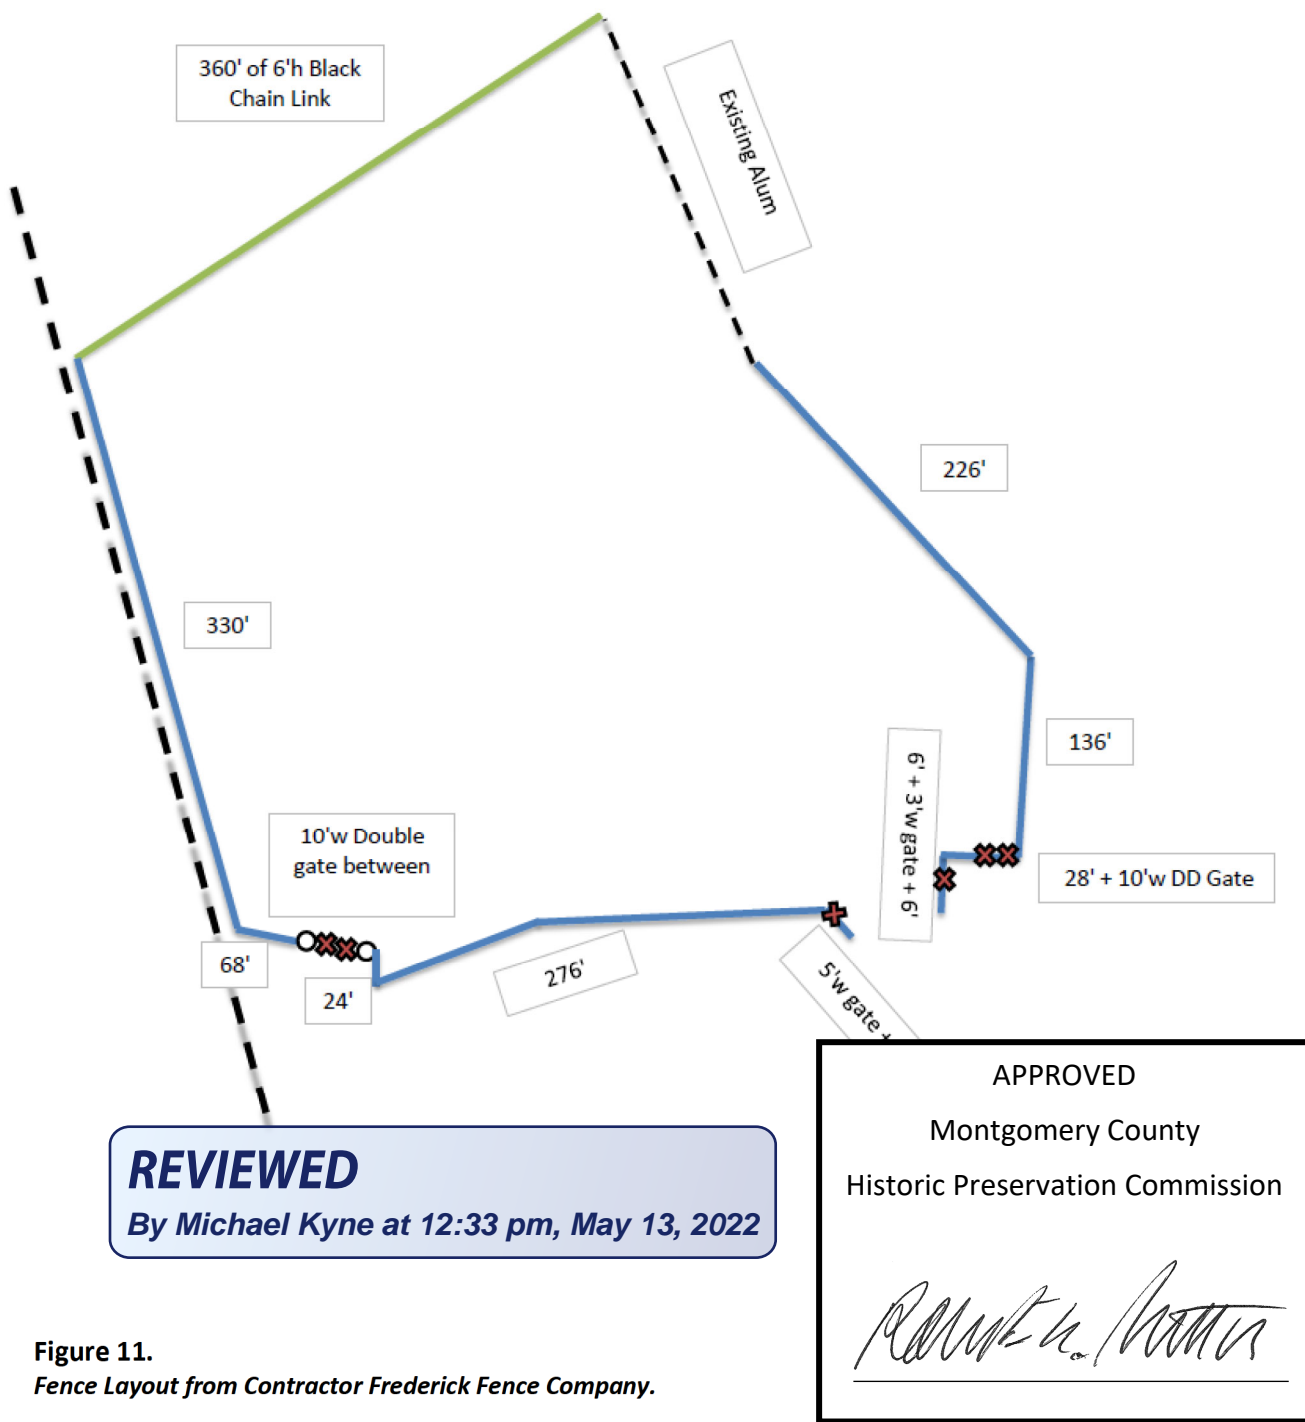 360' of 6'h Black
Chain Link
Existing Alum
226'
330'
136'
6' + 3'w gate + 6'
10'w Double
gate between
28' + 10'w DD Gate
68'
24'
276'
5'w gate +
APPROVED
Montgomery County
Historic Preservation Commission
REVIEWED
By Michael Kyne at 12:33 pm, May 13, 2022
Figure 11.
Fence Layout from Contractor Frederick Fence Company.